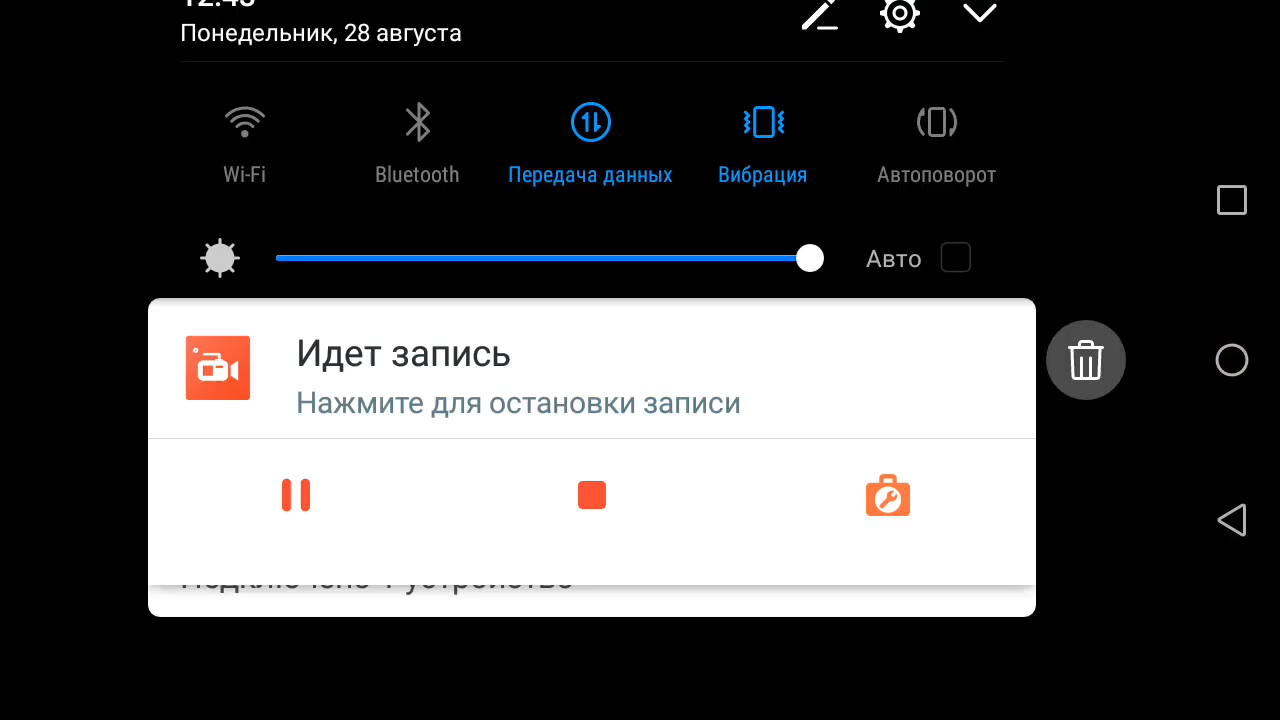 Понедельник, 28 августа
Wi-Fi
Bluetooth
Передача данных
Вибрация
Автоповорот
Авто
Идет запись
Нажмите для остановки записи